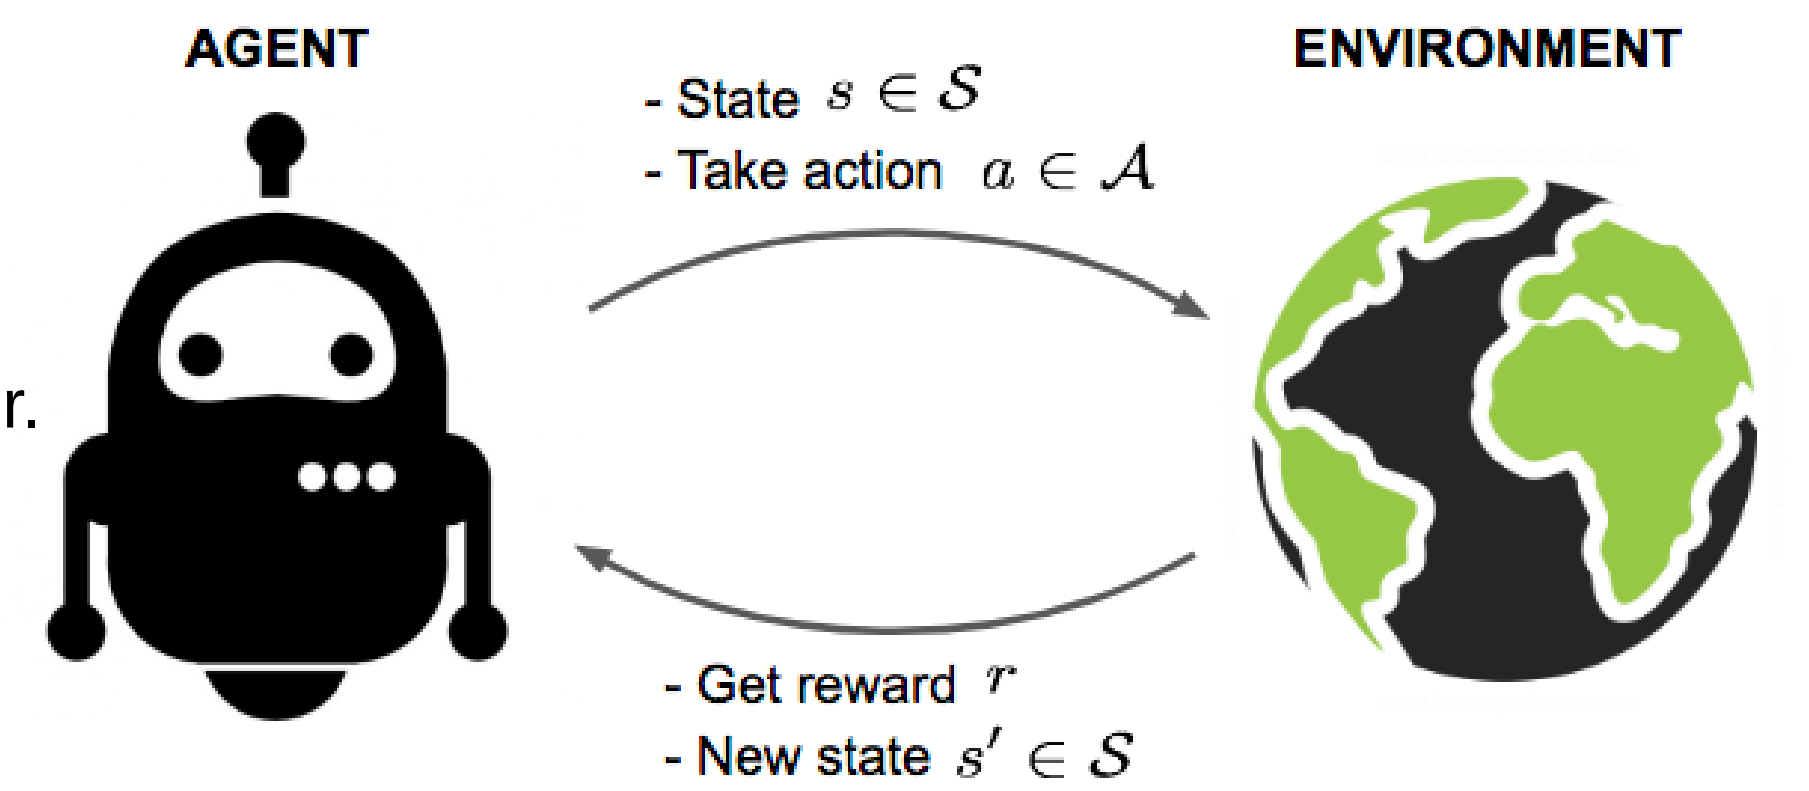 AGENT
ENVIRONMENT
- State s ∈ 𝒮
- Take action a ∈ 𝒜
r.
- Get reward r
- New state s′ ∈ 𝒮